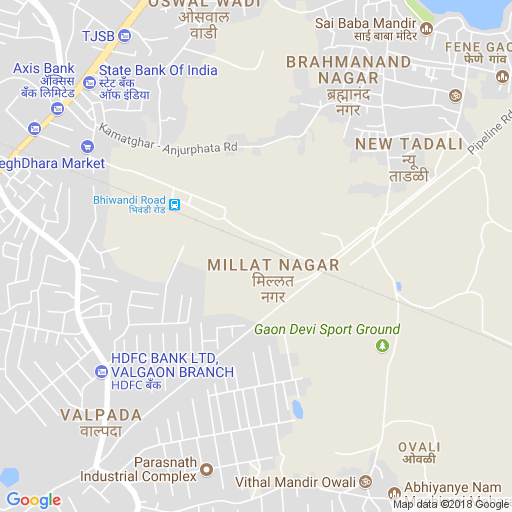 OSWAL WADI
ओसवाल
वाडी
TJSB
Sai Baba Mandir
साई बाबा मंदिर
FENE GAO
फेणे गांव
Axis Bank
ॲक्सिस
बँक लिमिटेड
State Bank Of India
स्टेट बँक
ऑफ इंडिया
BRAHMANAND
NAGAR
ब्रह्मानंद
नगर
Kamatghar - Anjurphata Rd
NEW TADALI
न्यू
ताडळी
Pipeline Rd
eghDhara Market
Bhiwandi Road
भिवंडी रोड
MILLAT NAGAR
मिल्लत
नगर
Gaon Devi Sport Ground
HDFC BANK LTD,
VALGAON BRANCH
HDFC बँक
VALPADA
वाल्पदा
OVALI
ओवळी
Parasnath
Industrial Complex
Vithal Mandir Owali
Abhiyanye Nam
Google
Map data ©2018 Google